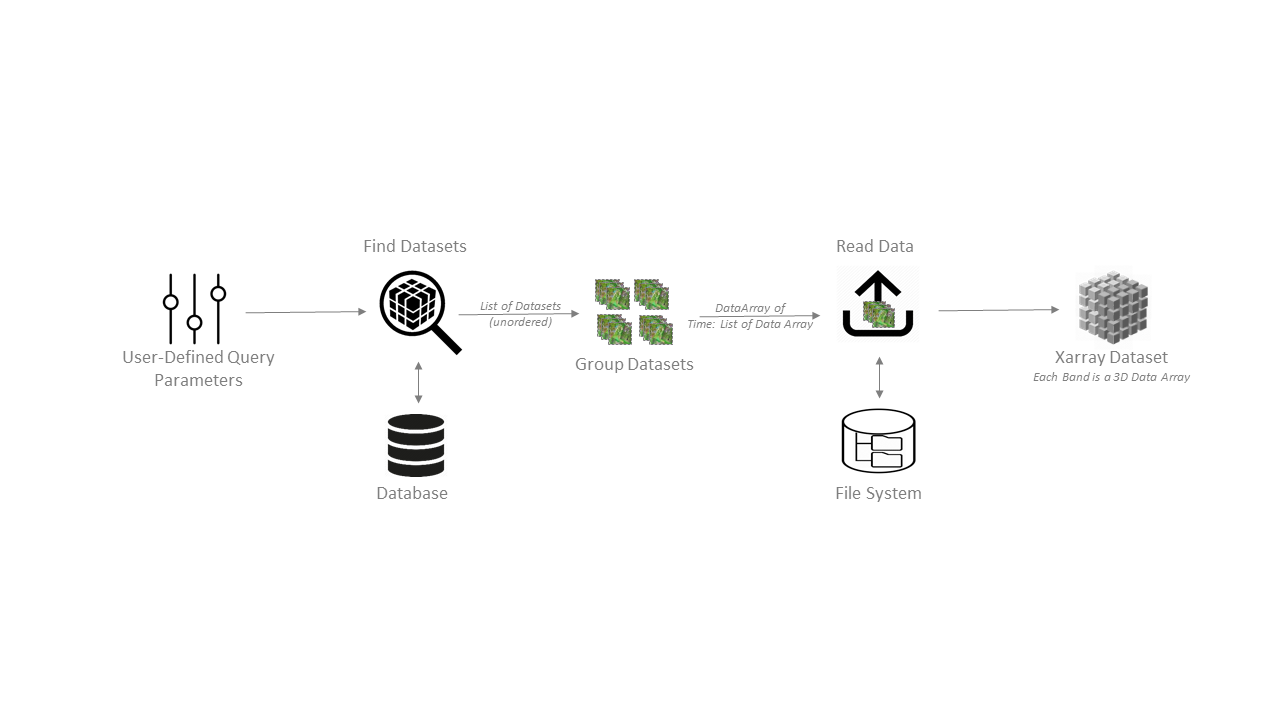 Find Datasets
Read Data
User-Defined Query
Parameters
List of Datasets
(unordered)
Group Datasets
DataArray of
Time: List of Data Array
Xarray Dataset
Each Band is a 3D Data Array
Database
File System